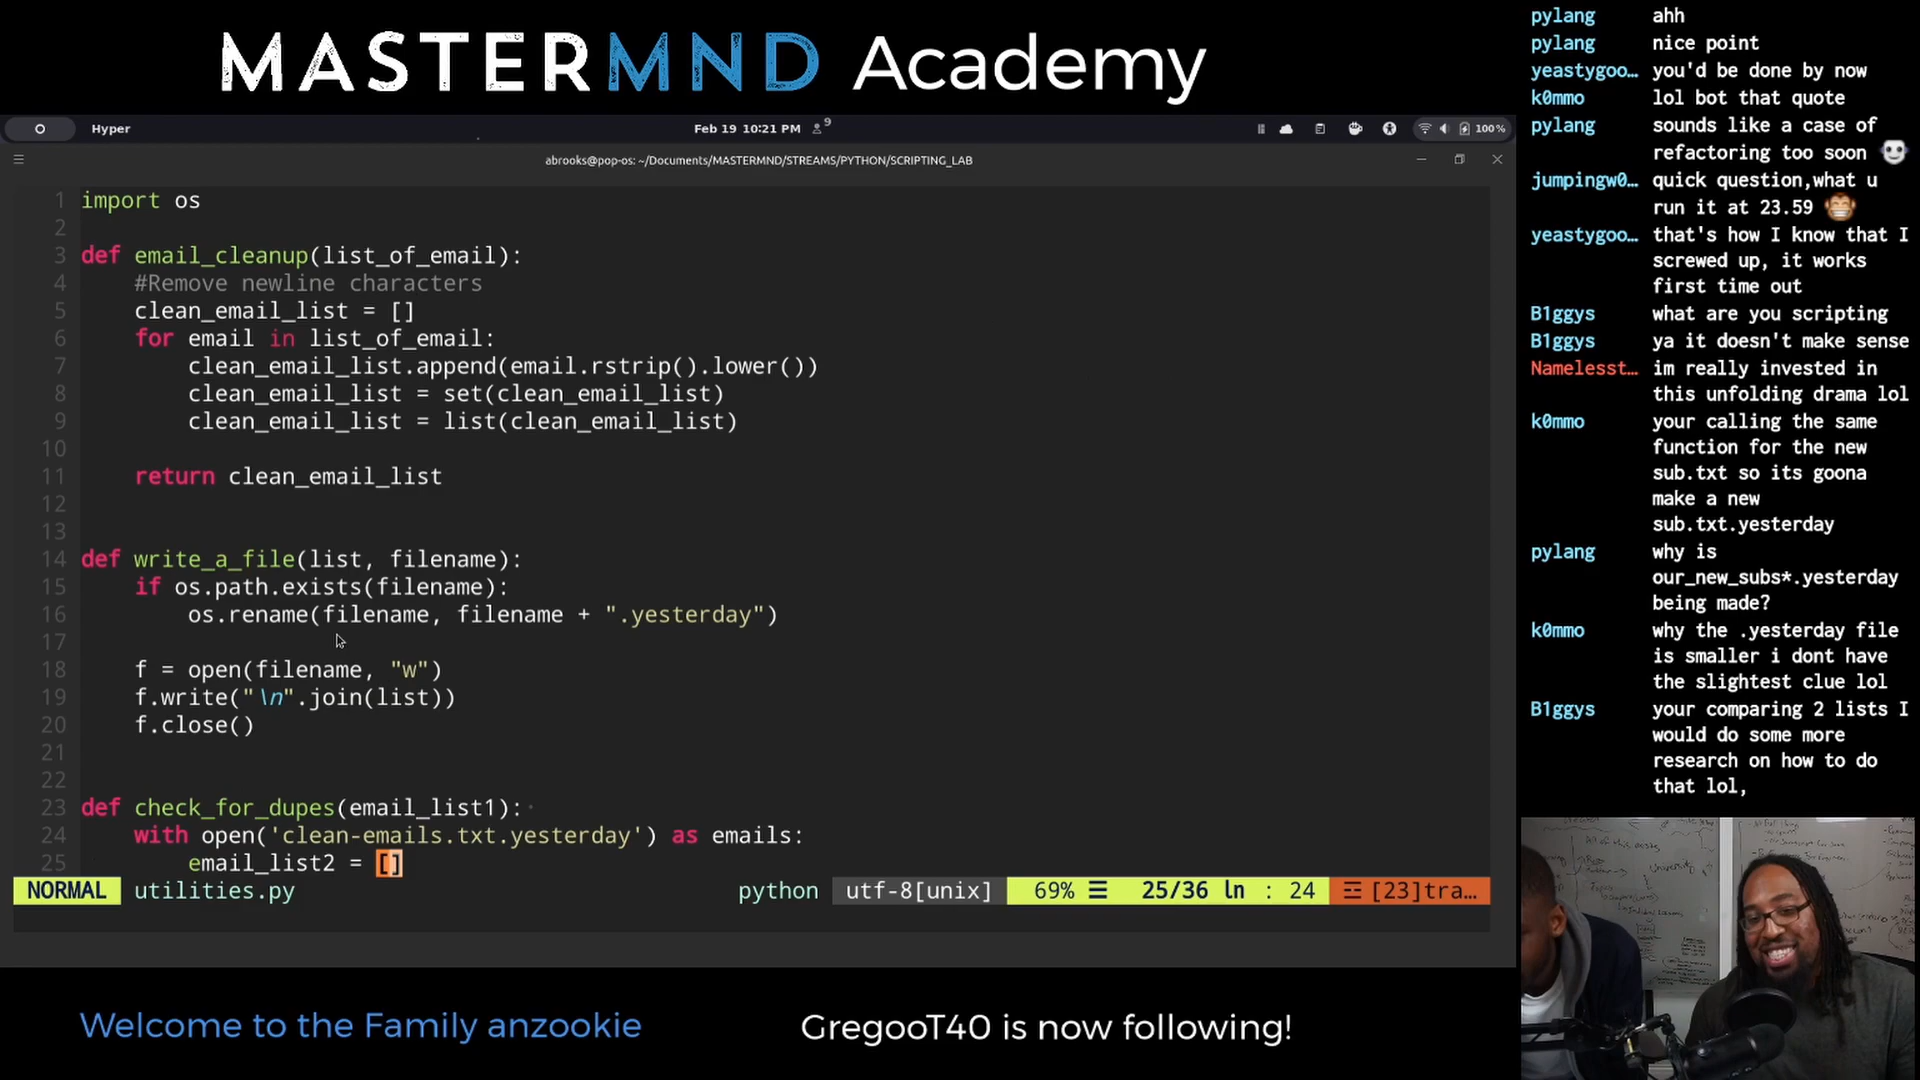 MASTERMND Academy
Hyper
Feb 19 10:21 PM
9
100%
abrooks@pop-os: ~/Documents/MASTERMND/STREAMS/PYTHON/SCRIPTING_LAB
1 import os
2
3 def email_cleanup(list_of_email):
4 #Remove newline characters
5 clean_email_list = []
6 for email in list_of_email:
7 clean_email_list.append(email.rstrip().lower())
8 clean_email_list = set(clean_email_list)
9 clean_email_list = list(clean_email_list)
10
11 return clean_email_list
12
13
14 def write_a_file(list, filename):
15 if os.path.exists(filename):
16 os.rename(filename, filename + ".yesterday")
17
18 f = open(filename, "w")
19 f.write("\n".join(list))
20 f.close()
21
22
23 def check_for_dupes(email_list1):
24 with open('clean-emails.txt.yesterday') as emails:
25 email_list2 = []
NORMAL utilities.py python utf-8[unix] 69% ☰ 25/36 ln : 24 ☲ [23]tra…
pylang ahh
pylang nice point
yeastygoo… you'd be done by now
k0mmo lol bot that quote
pylang sounds like a case of
refactoring too soon
jumpingw0… quick question,what u
run it at 23.59
yeastygoo… that's how I know that I
screwed up, it works
first time out
B1ggys what are you scripting
B1ggys ya it doesn't make sense
Namelesst… im really invested in
this unfolding drama lol
k0mmo your calling the same
function for the new
sub.txt so its goona
make a new
sub.txt.yesterday
pylang why is
our_new_subs*.yesterday
being made?
k0mmo why the .yesterday file
is smaller i dont have
the slightest clue lol
B1ggys your comparing 2 lists I
would do some more
research on how to do
that lol,
Welcome to the Family anzookie
GregooT40 is now following!